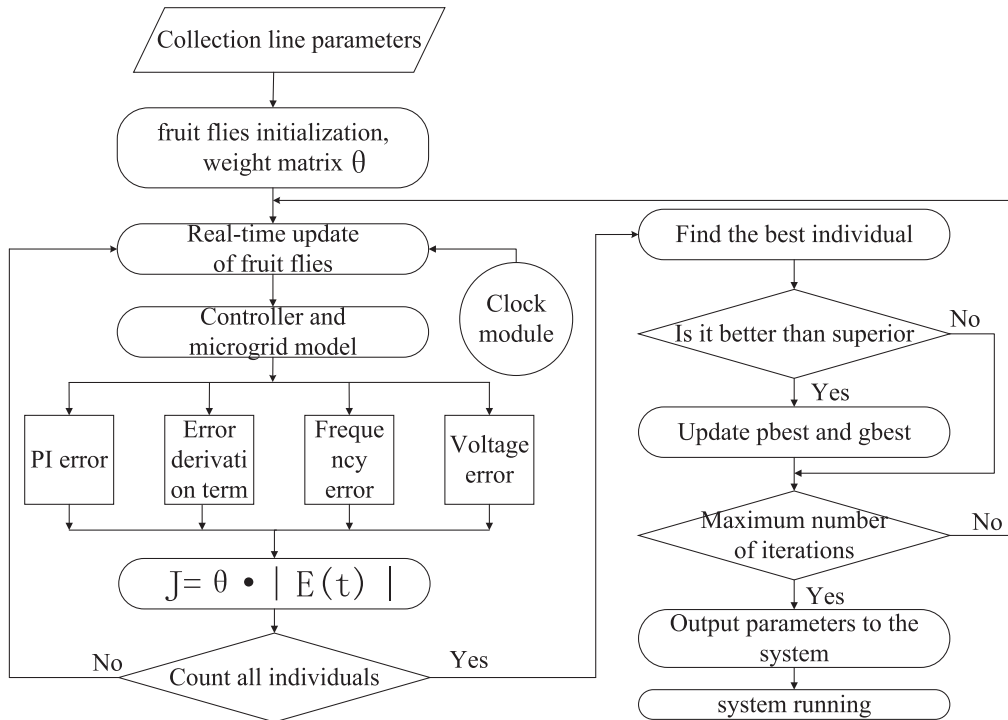 Collection line parameters
fruit flies initialization,
weight matrix θ
Real-time update
of fruit flies
Clock
module
Controller and
microgrid model
PI error
Error
derivati
on term
Freque
ncy
error
Voltage
error
J= θ • | E(t) |
Count all individuals
No
Yes
Find the best individual
Is it better than superior
No
Yes
Update pbest and gbest
Maximum number
of iterations
No
Yes
Output parameters to the
system
system running